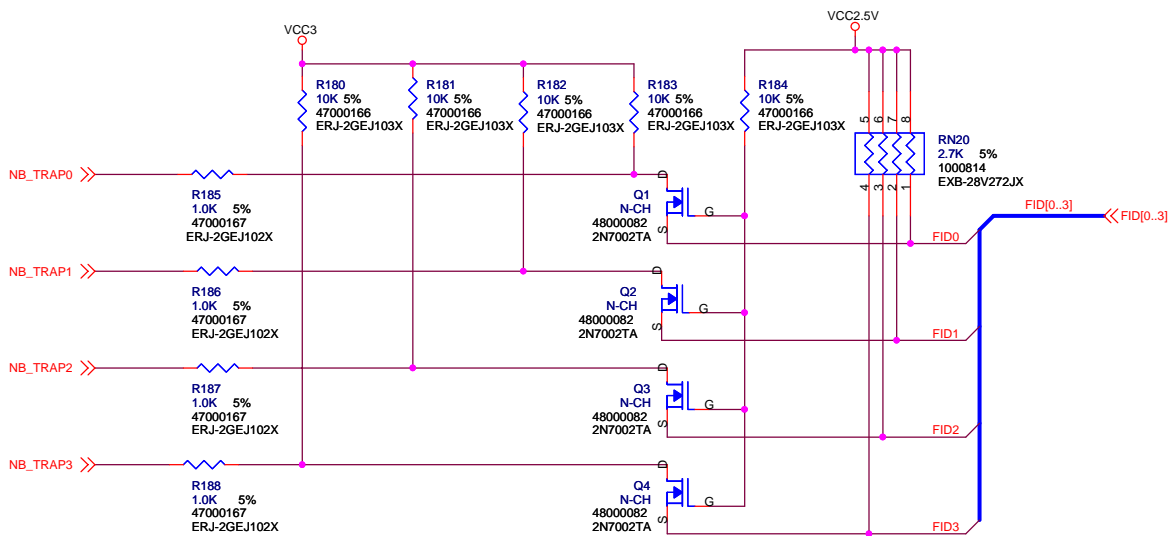 VCC3
VCC2.5V
R180
10K 5%
47000166
ERJ-2GEJ103X
R181
10K 5%
47000166
ERJ-2GEJ103X
R182
10K 5%
47000166
ERJ-2GEJ103X
R183
10K 5%
47000166
ERJ-2GEJ103X
R184
10K 5%
47000166
ERJ-2GEJ103X
5
6
7
8
RN20
2.7K 5%
1000814
EXB-28V272JX
4
3
2
1
NB_TRAP0
R185
1.0K 5%
47000167
ERJ-2GEJ102X
D
Q1
N-CH
48000082
2N7002TA
G
S
FID0
FID[0..3]
FID[0..3]
NB_TRAP1
R186
1.0K 5%
47000167
ERJ-2GEJ102X
D
Q2
N-CH
48000082
2N7002TA
G
S
FID1
NB_TRAP2
R187
1.0K 5%
47000167
ERJ-2GEJ102X
D
Q3
N-CH
48000082
2N7002TA
G
S
FID2
NB_TRAP3
R188
1.0K 5%
47000167
ERJ-2GEJ102X
D
Q4
N-CH
48000082
2N7002TA
G
S
FID3